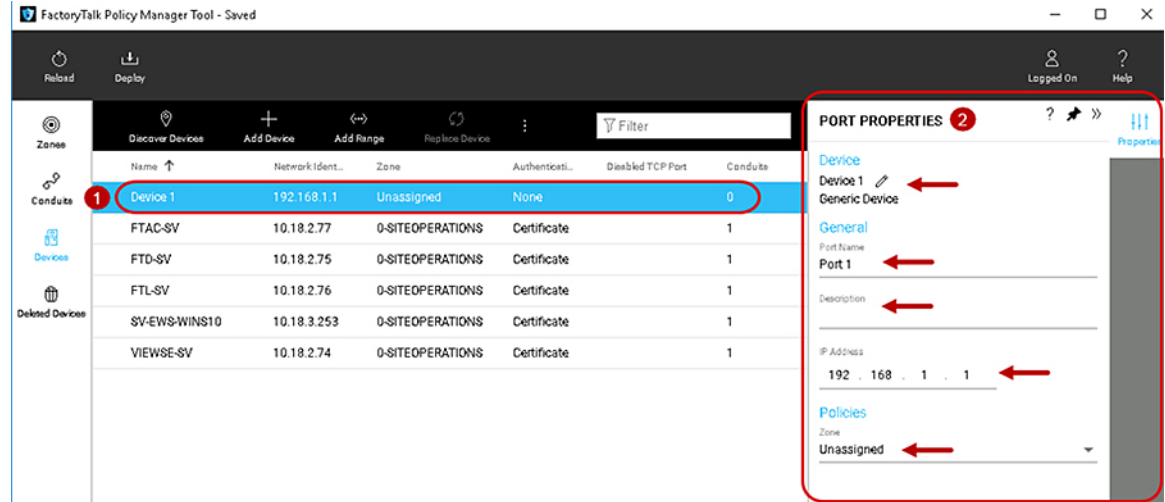 FactoryTalk Policy Manager Tool - Saved
Reload Deploy Logged On Help
Zones
Conduits
Devices
Deleted Devices
Discover Devices Add Device Add Range Replace Device Filter
Name Network Ident... Zone Authenticati... Disabled TCP Port Conduits
1 Device 1 192.168.1.1 Unassigned None 0
FTAC-SV 10.18.2.77 0-SITEOPERATIONS Certificate 1
FTD-SV 10.18.2.75 0-SITEOPERATIONS Certificate 1
FTL-SV 10.18.2.76 0-SITEOPERATIONS Certificate 1
SV-EWS-WINS10 10.18.3.253 0-SITEOPERATIONS Certificate 1
VIEWSE-SV 10.18.2.74 0-SITEOPERATIONS Certificate 1
PORT PROPERTIES 2 ?
Properties
Device
Device 1
Generic Device
General
Port Name
Port 1
Description
IP Address
192 . 168 . 1 . 1
Policies
Zone
Unassigned